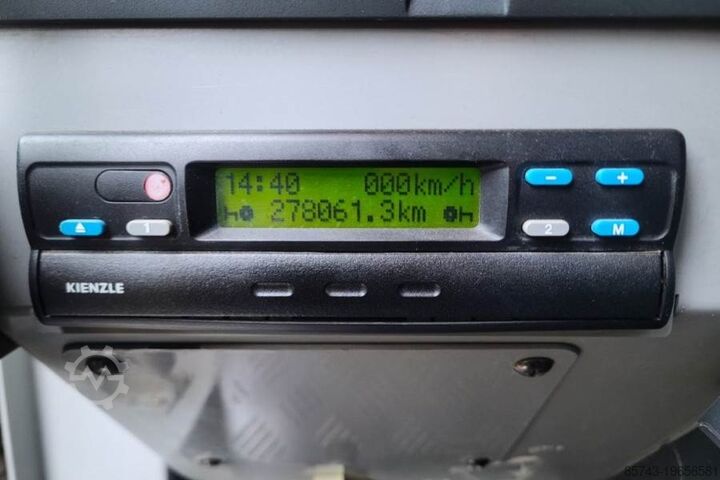 14:40 000km/h
278061.3km
- +
1 2 M
KIENZLE
85743-19656581